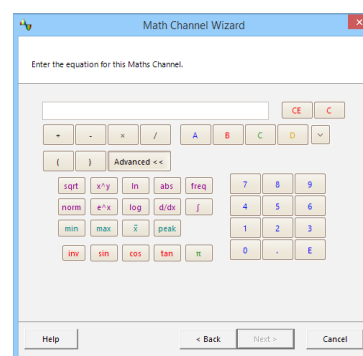 Math Channel Wizard
Enter the equation for this Maths Channel.
CE C
+ - × / A B C D
( ) Advanced <<
sqrt x^y ln abs freq 7 8 9
norm e^x log d/dx ∫ 4 5 6
min max x̄ peak 1 2 3
inv sin cos tan π 0 . E
Help < Back Next > Cancel